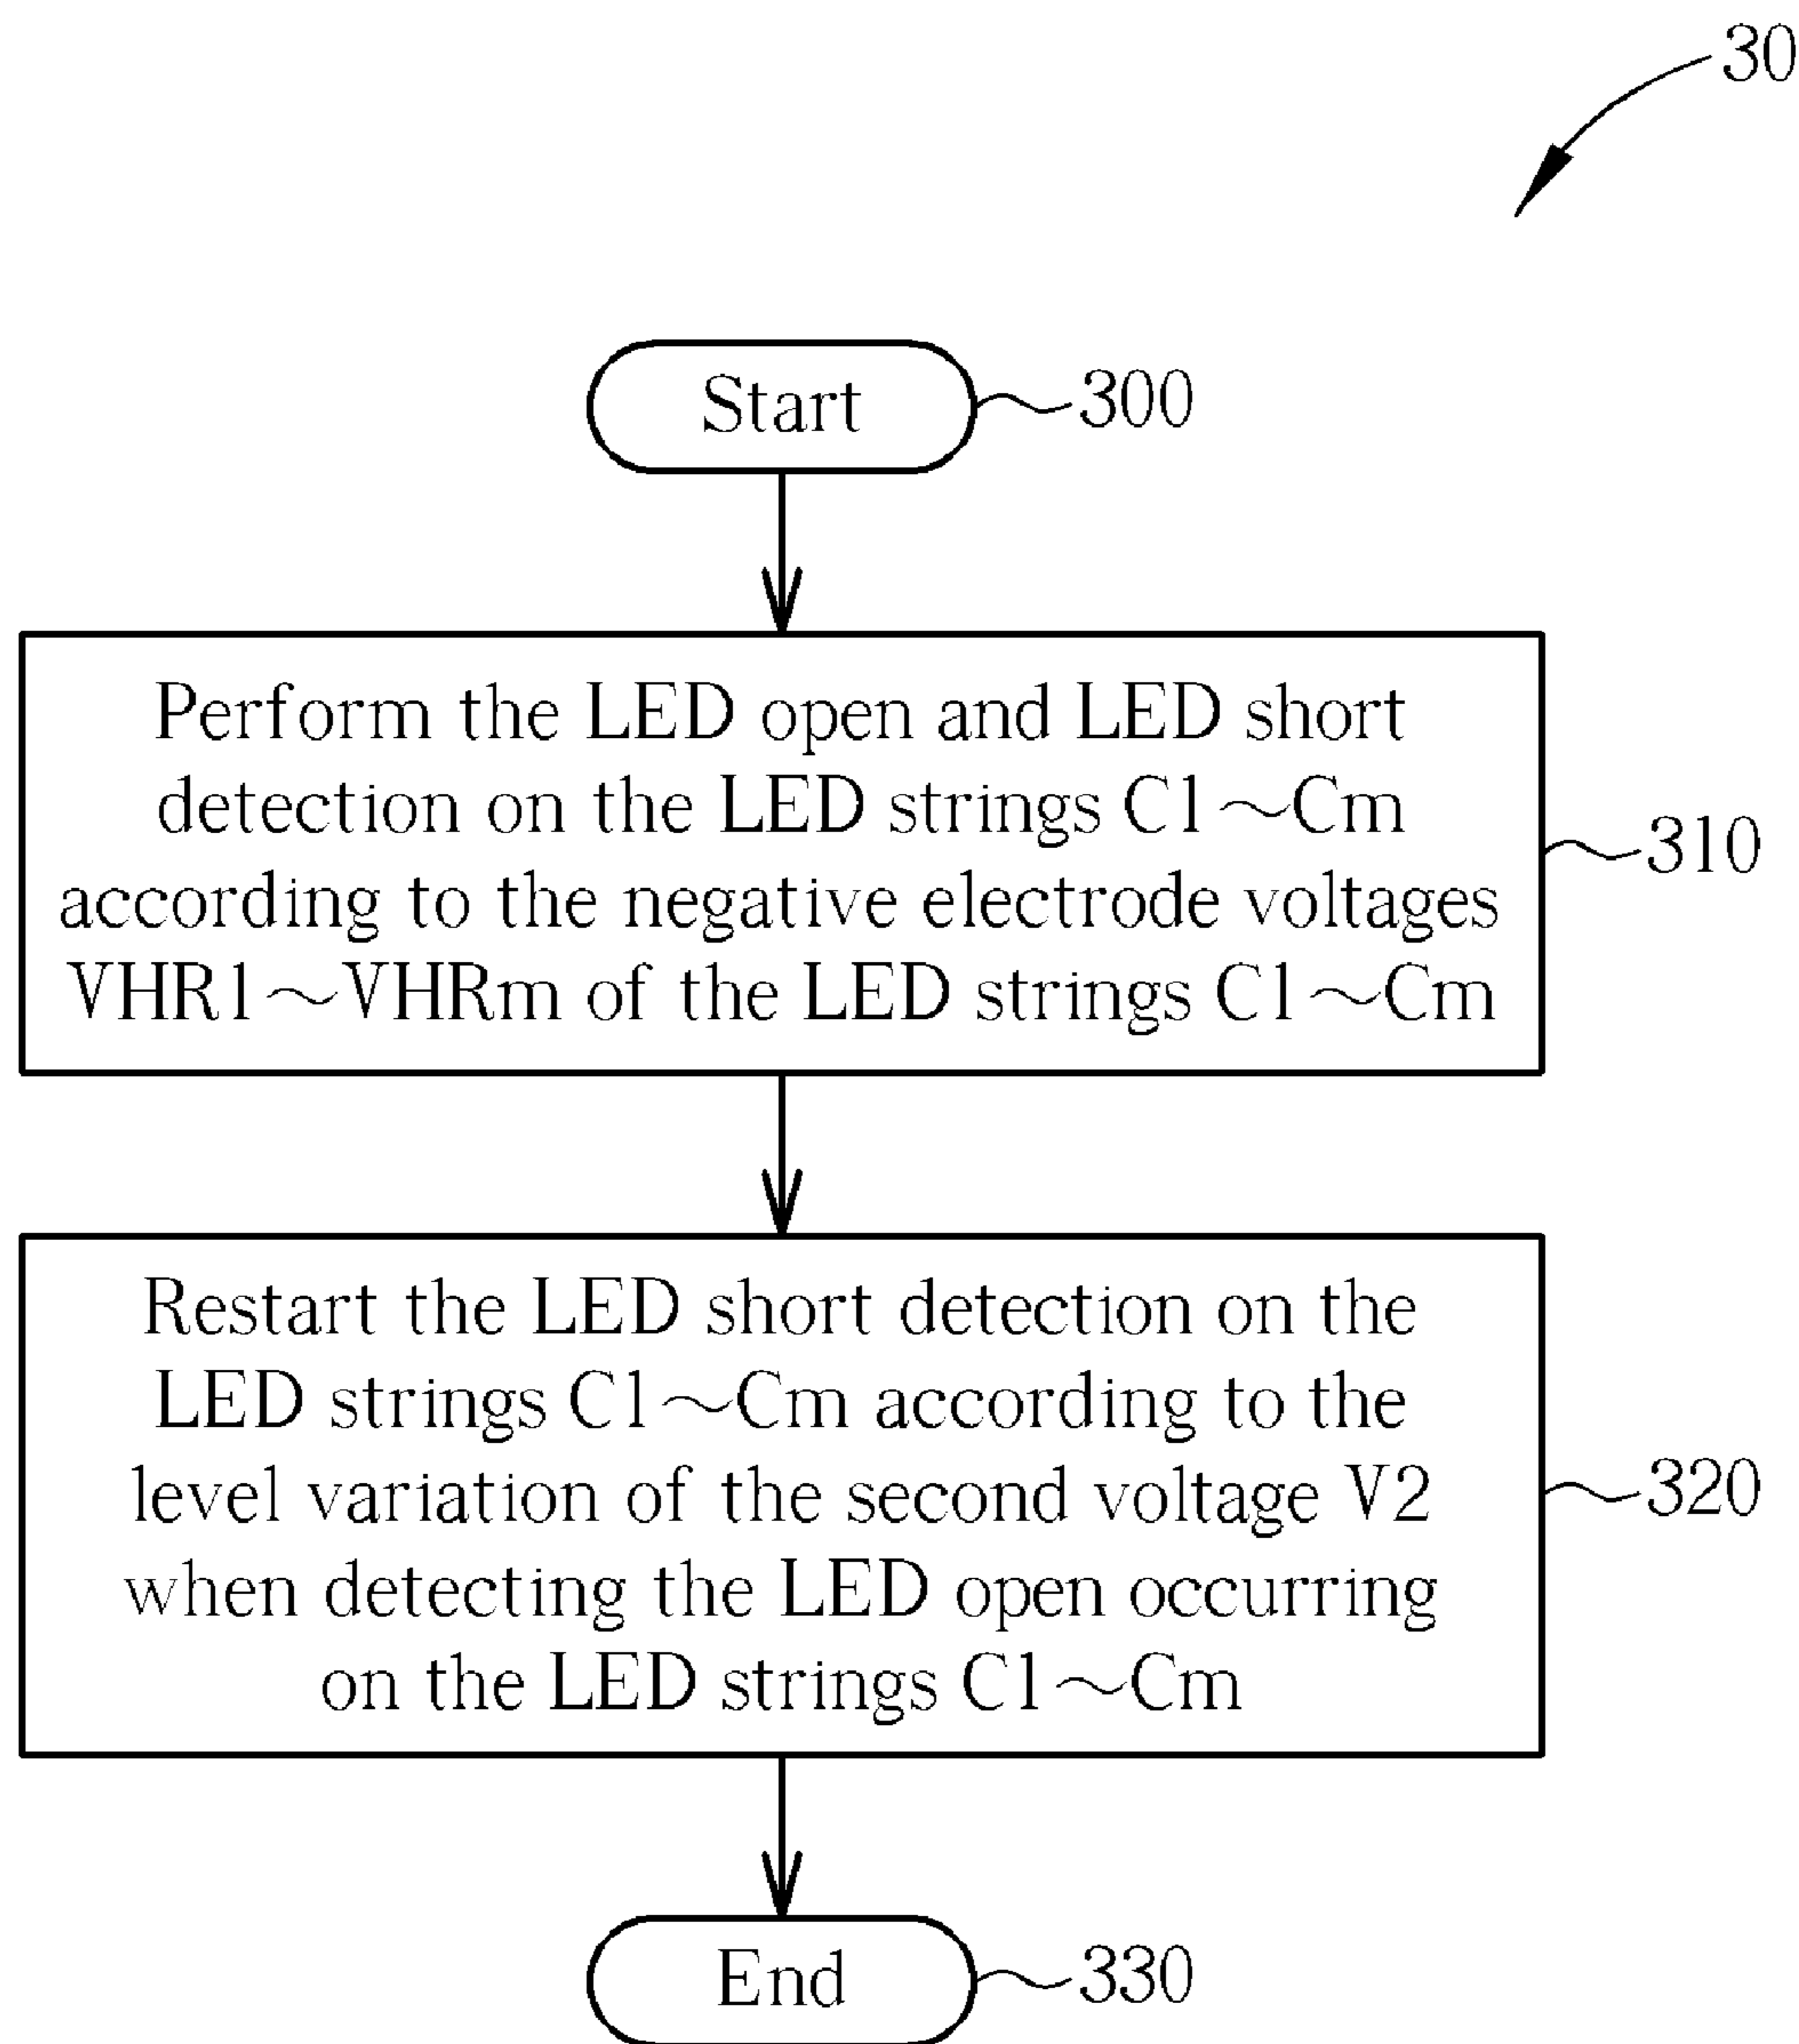 30
Start
300
Perform the LED open and LED short
detection on the LED strings C1~Cm
according to the negative electrode voltages
VHR1~VHRm of the LED strings C1~Cm
310
Restart the LED short detection on the
LED strings C1~Cm according to the
level variation of the second voltage V2
when detecting the LED open occurring
on the LED strings C1~Cm
320
End
330